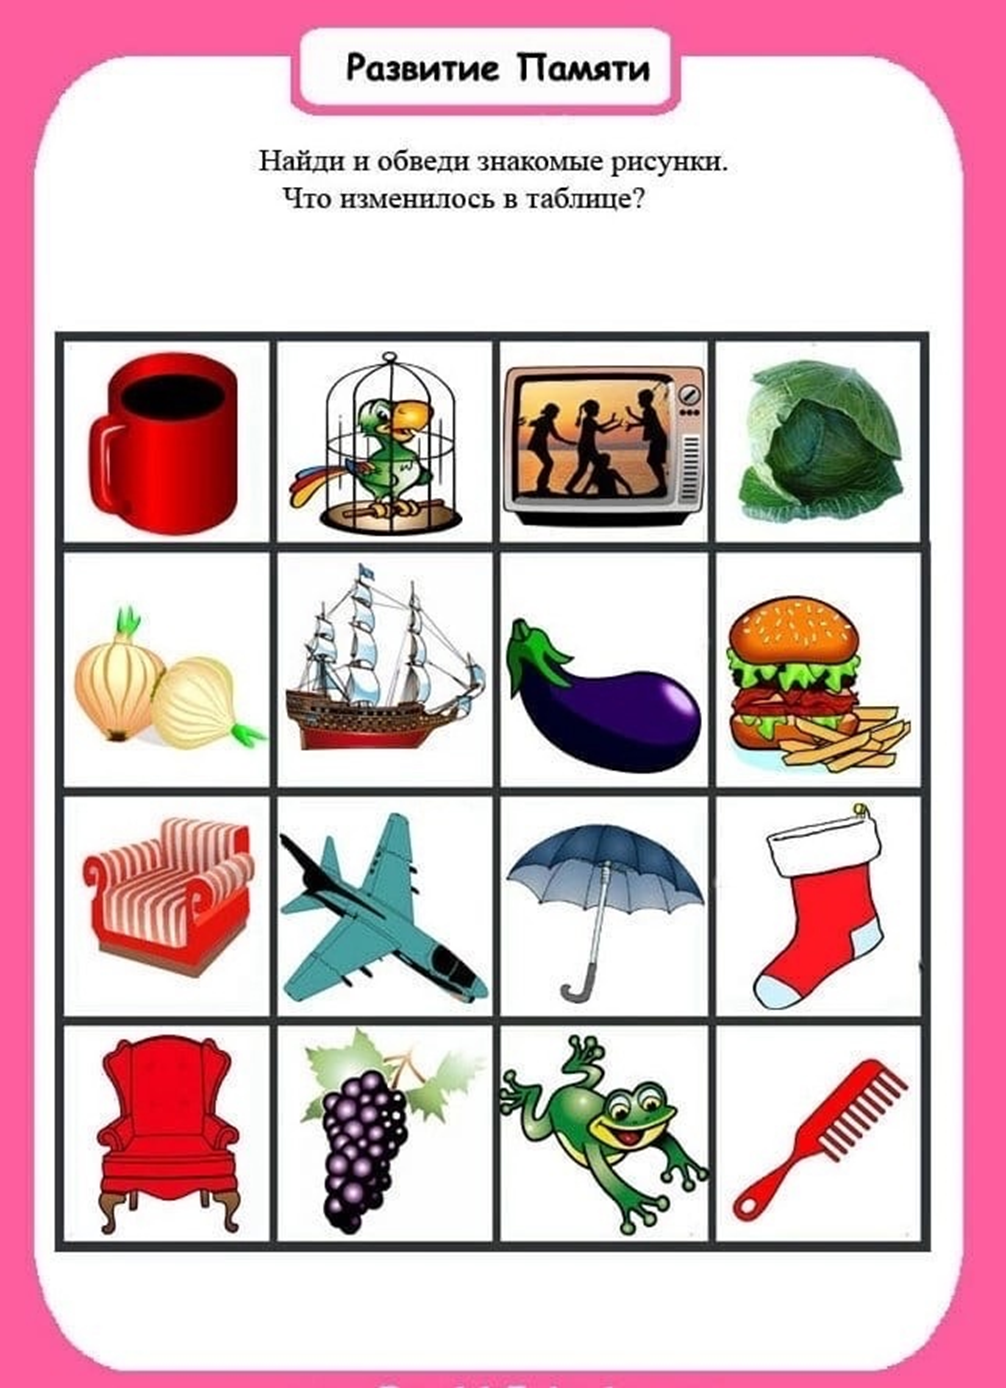 Развитие Памяти
Найди и обведи знакомые рисунки.
Что изменилось в таблице?